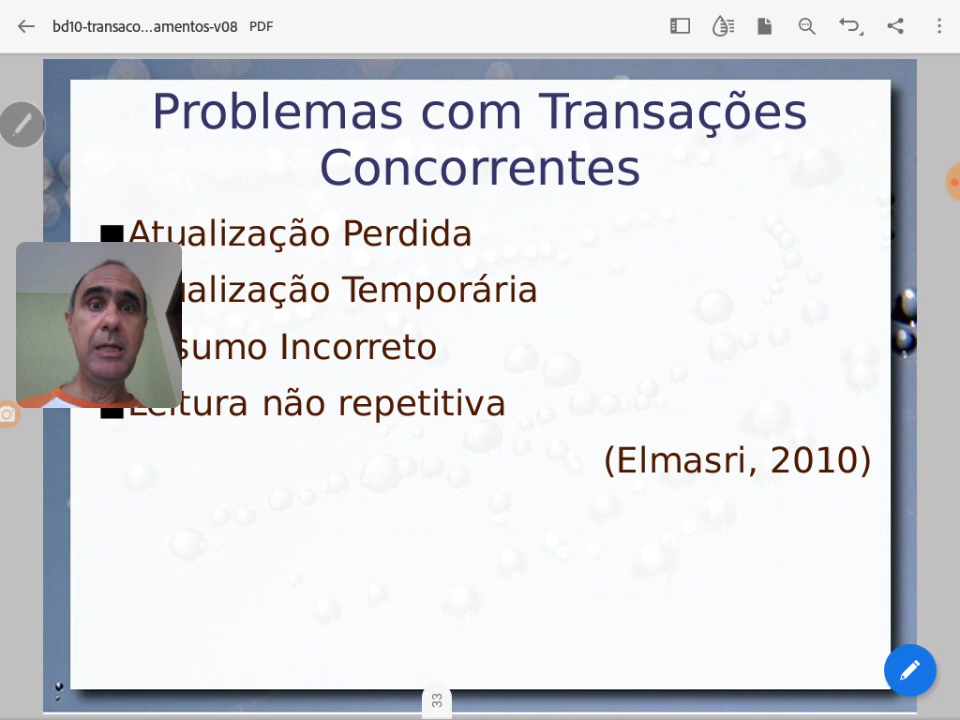 bd10-transaco...amentos-v08 PDF
Problemas com Transações
Concorrentes
Atualização Perdida
ualização Temporária
sumo Incorreto
Leitura não repetitiva
(Elmasri, 2010)
33